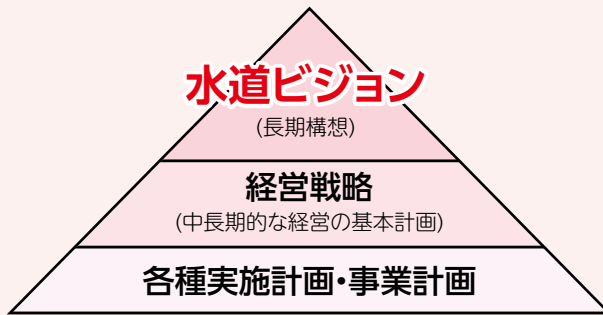 水道ビジョン
(長期構想)
経営戦略
(中長期的な経営の基本計画)
各種実施計画・事業計画